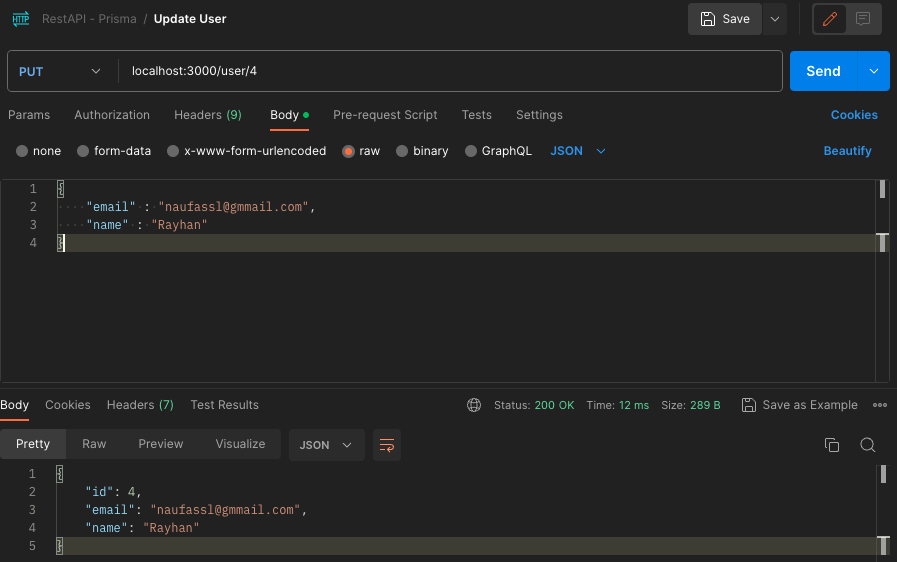 HTTP RestAPI - Prisma / Update User Save
PUT localhost:3000/user/4 Send
Params Authorization Headers (9) Body Pre-request Script Tests Settings Cookies
none form-data x-www-form-urlencoded raw binary GraphQL JSON Beautify
1 {
2 "email" : "naufassl@gmmail.com",
3 "name" : "Rayhan"
4 }
Body Cookies Headers (7) Test Results Status: 200 OK Time: 12 ms Size: 289 B Save as Example
Pretty Raw Preview Visualize JSON
1 {
2 "id": 4,
3 "email": "naufassl@gmmail.com",
4 "name": "Rayhan"
5 }